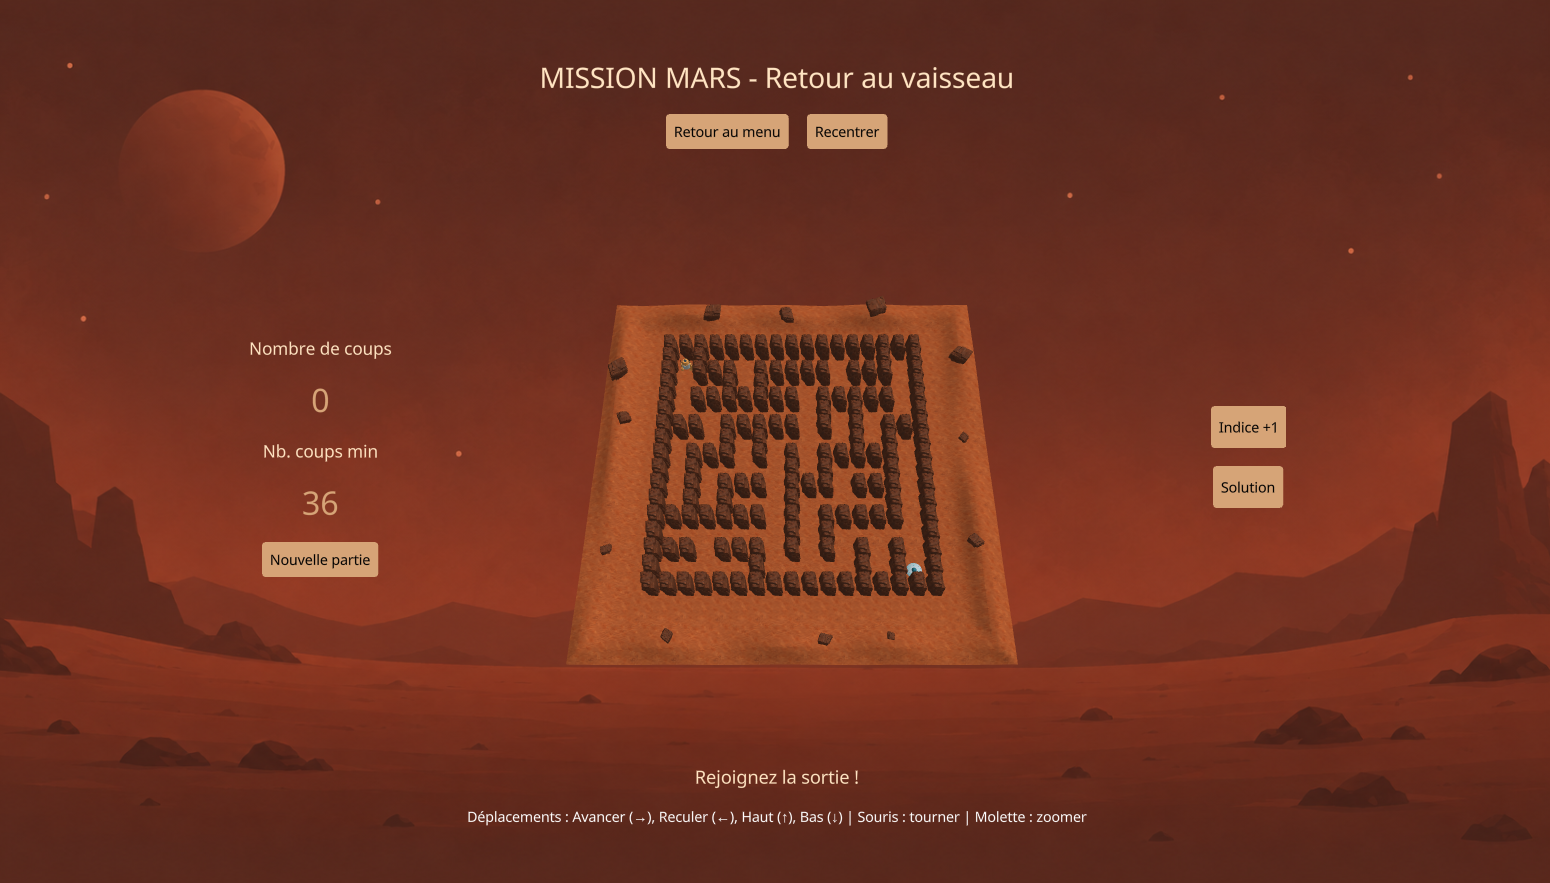 MISSION MARS - Retour au vaisseau
Retour au menu
Recentrer
Nombre de coups
0
Nb. coups min
36
Nouvelle partie
Indice +1
Solution
Rejoignez la sortie !
Déplacements : Avancer (→), Reculer (←), Haut (↑), Bas (↓) | Souris : tourner | Molette : zoomer